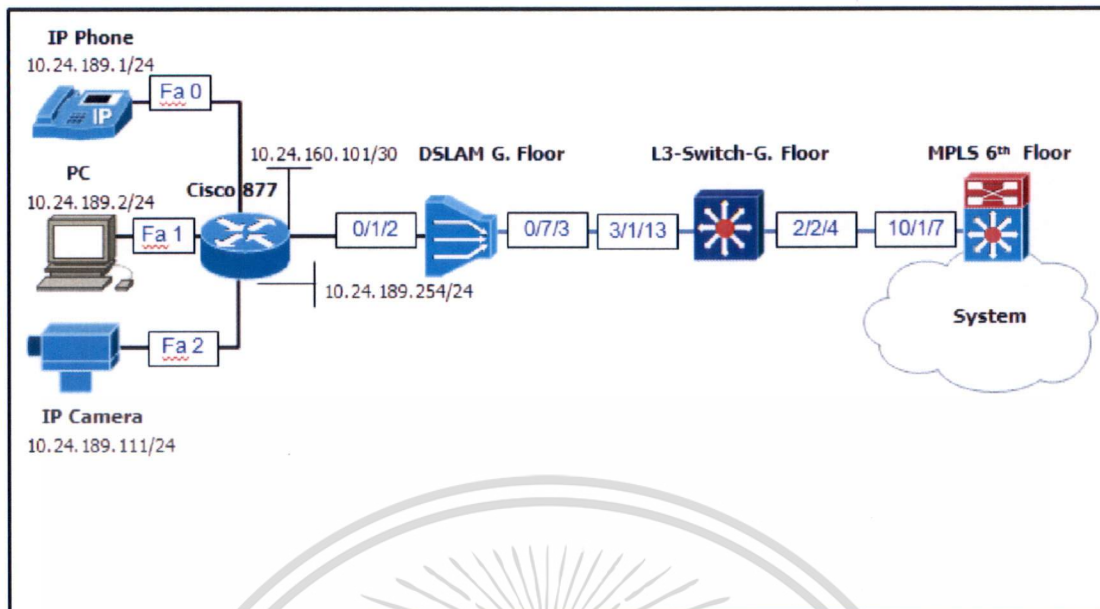 IP Phone
10.24.189.1/24
Fa 0
IP
10.24.160.101/30
DSLAM G. Floor
L3-Switch-G. Floor
MPLS 6th Floor
PC
10.24.189.2/24
Cisco 877
Fa 1
0/1/2
0/7/3
3/1/13
2/2/4
10/1/7
10.24.189.254/24
System
Fa 2
IP Camera
10.24.189.111/24